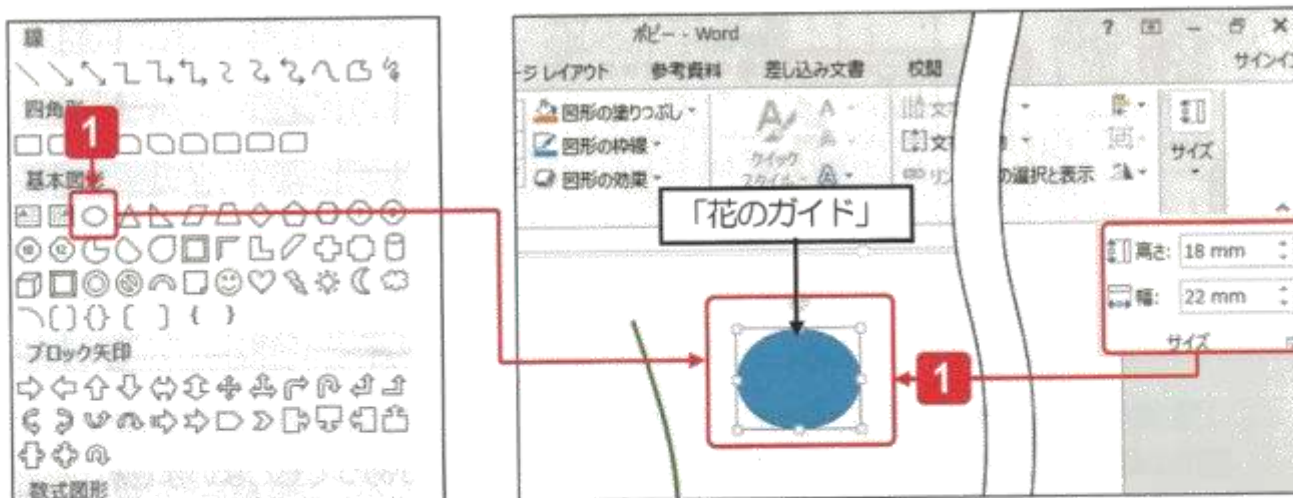 線
四角形
1
基本図形
ブロック矢印
数式図形
ポピー - Word
?
サインイ
ージ レイアウト 参考資料 差し込み文書 校閲
図形の塗りつぶし
図形の枠線
図形の効果
クイック
スタイル
文
文
リン
の選択と表示
サイズ
「花のガイド」
高さ: 18 mm
幅: 22 mm
サイズ
1